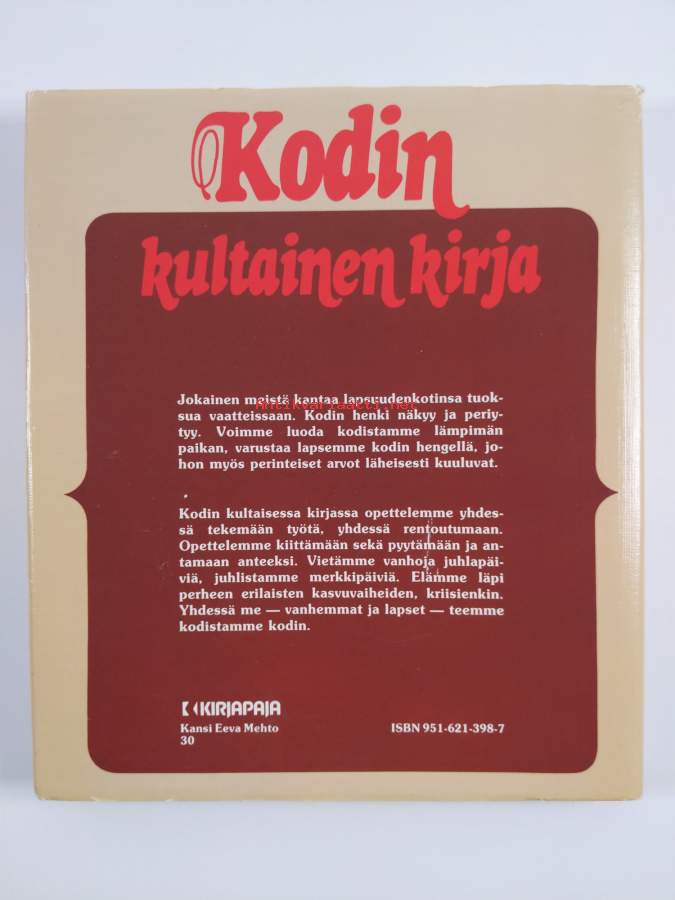 Kodin
kultainen kirja
Jokainen meistä kantaa lapsuudenkotinsa tuok-
sua vaatteissaan. Kodin henki näkyy ja periy-
Antikvariaatti.net
tyy. Voimme luoda kodistamme lämpimän
paikan, varustaa lapsemme kodin hengellä, jo-
hon myös perinteiset arvot läheisesti kuuluvat.
Kodin kultaisessa kirjassa opettelemme yhdes-
sä tekemään työtä, yhdessä rentoutumaan.
Opettelemme kiittämään sekä pyytämään ja an-
tamaan anteeksi. Vietämme vanhoja juhlapäi-
viä, juhlistamme merkkipäiviä. Elämme läpi
perheen erilaisten kasvuvaiheiden, kriisienkin.
Yhdessä me — vanhemmat ja lapset — teemme
kodistamme kodin.
KIRJAPAJA
Kansi Eeva Mehto
30
ISBN 951-621-398-7